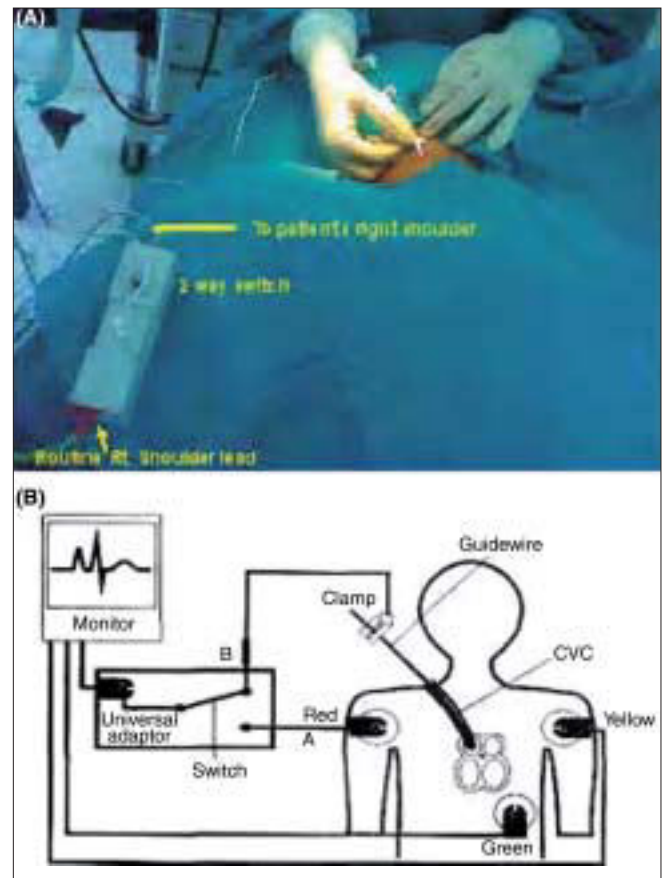 (A)
To patient's right shoulder
2-way switch
Routine Rt. Shoulder lead
(B)
Guidewire
Clamp
Monitor
B
CVC
Universal
adaptor
Red
A
Yellow
Switch
Green